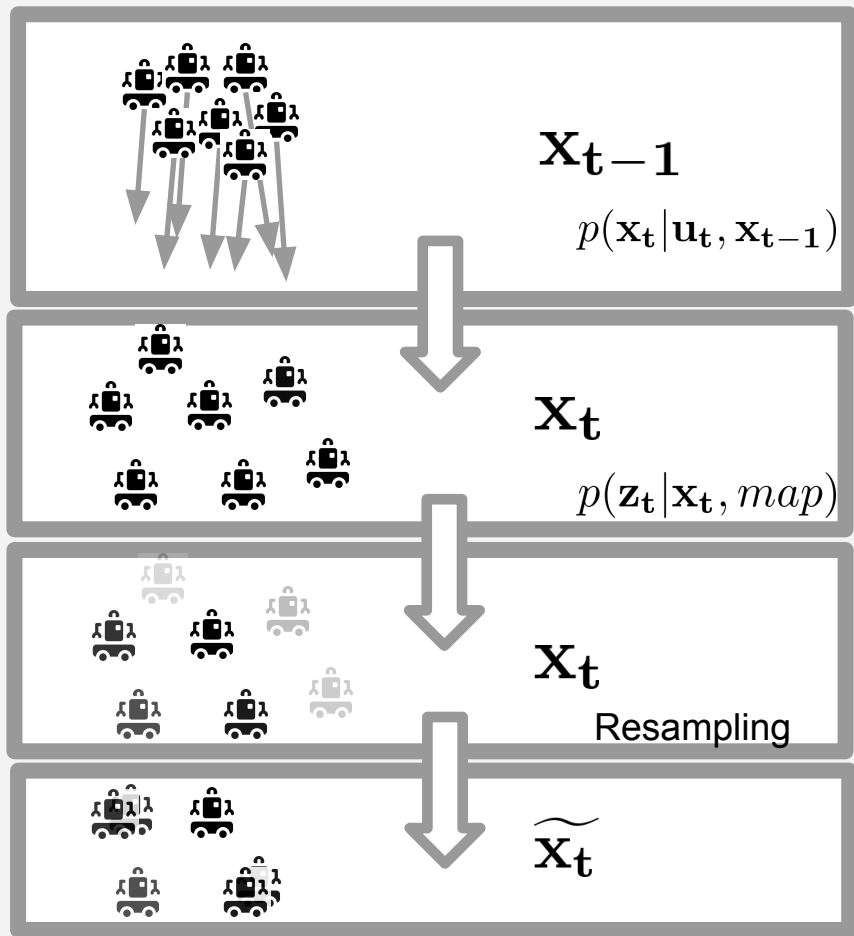 x_{t−1}
p(x_t|u_t, x_{t−1})
x_t
p(z_t|x_t, map)
x_t
Resampling
\widetilde{x_t}